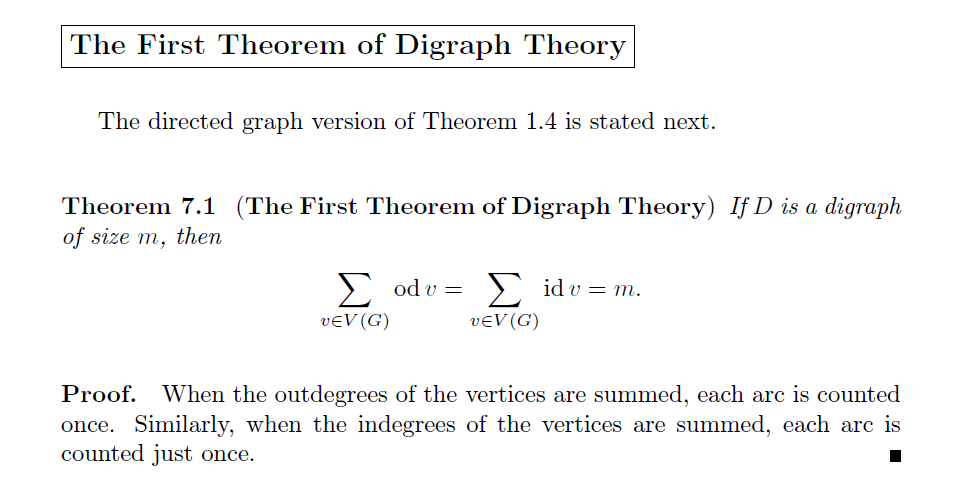 The First Theorem of Digraph Theory
The directed graph version of Theorem 1.4 is stated next.
Theorem 7.1 (The First Theorem of Digraph Theory) If D is a digraph
of size m, then
∑ od v = ∑ id v = m.
v∈V(G) v∈V(G)
Proof. When the outdegrees of the vertices are summed, each arc is counted
once. Similarly, when the indegrees of the vertices are summed, each arc is
counted just once. ■